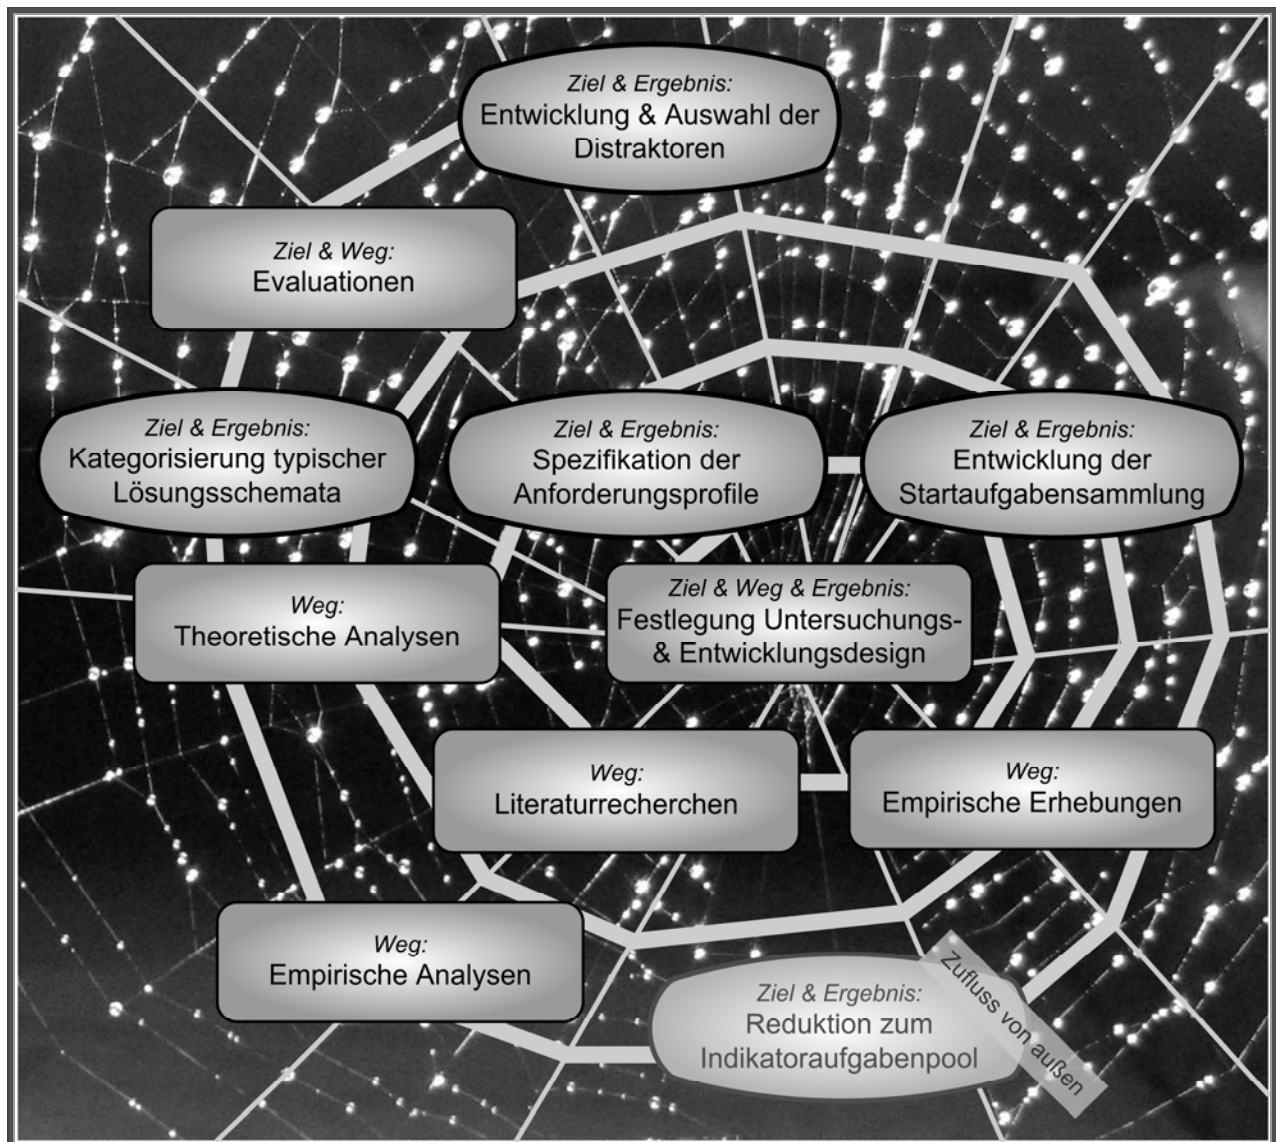 Ziel & Ergebnis:
Entwicklung & Auswahl der
Distraktoren
Ziel & Weg:
Evaluationen
Ziel & Ergebnis:
Kategorisierung typischer
Lösungsschemata
Ziel & Ergebnis:
Spezifikation der
Anforderungsprofile
Ziel & Ergebnis:
Entwicklung der
Startaufgabensammlung
Weg:
Theoretische Analysen
Ziel & Weg & Ergebnis:
Festlegung Untersuchungs-
& Entwicklungsdesign
Weg:
Literaturrecherchen
Weg:
Empirische Erhebungen
Weg:
Empirische Analysen
Ziel & Ergebnis:
Reduktion zum
Indikatoraufgabenpool
Zufluss von außen